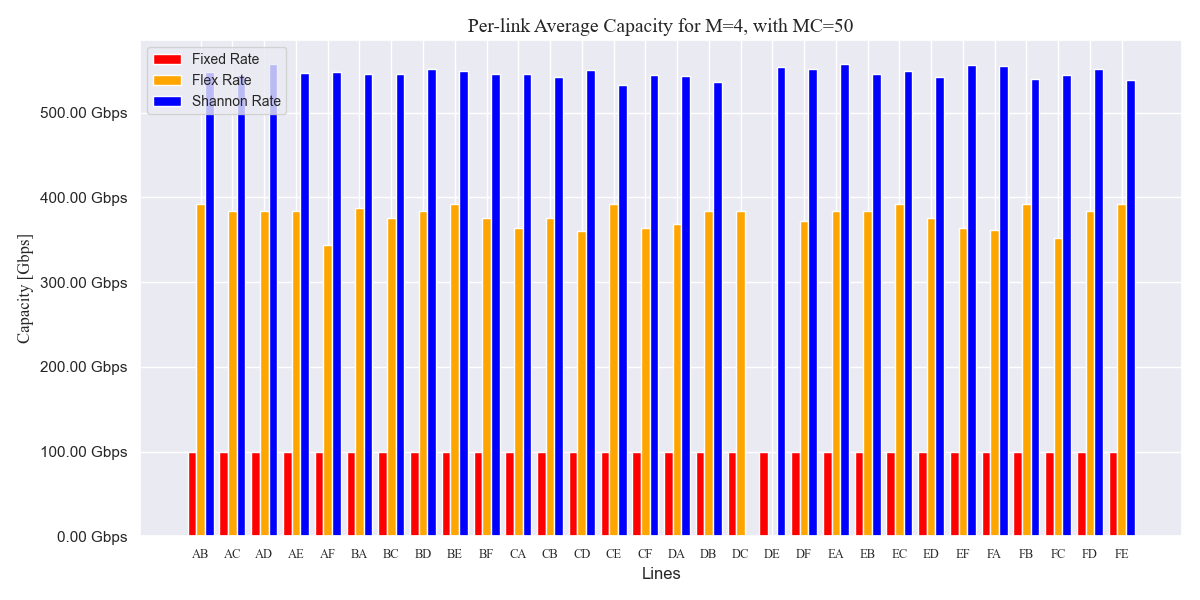 Per-link Average Capacity for M=4, with MC=50
Fixed Rate
Flex Rate
Shannon Rate
Capacity [Gbps]
500.00 Gbps
400.00 Gbps
300.00 Gbps
200.00 Gbps
100.00 Gbps
0.00 Gbps
AB AC AD AE AF BA BC BD BE BF CA CB CD CE CF DA DB DC DE DF EA EB EC ED EF FA FB FC FD FE
Lines